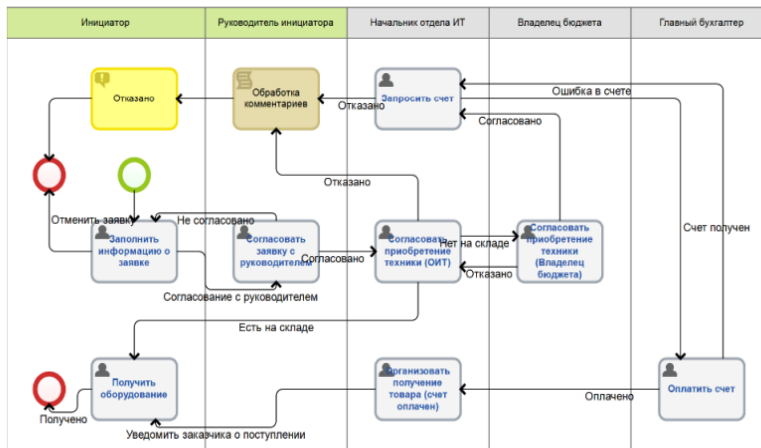 Инициатор
Руководитель инициатора
Начальник отдела ИТ
Владелец бюджета
Главный бухгалтер
Отказано
Обработка
комментариев
Отказано
Запросить счет
Ошибка в счете
Согласовано
Отказано
Отменить заявку
Не согласовано
Счет получен
Заполнить
информацию о
заявке
Согласовать
заявку с
руководителем
Согласовано
Согласовать
приобретение
техники (ОИТ)
Нет на складе
Отказано
Согласовать
приобретение
техники
(Владелец
бюджета)
Согласование с руководителем
Есть на складе
Получить
оборудование
Получено
Организовать
получение
товара (счет
оплачен)
Оплачено
Оплатить счет
Уведомить заказчика о поступлении